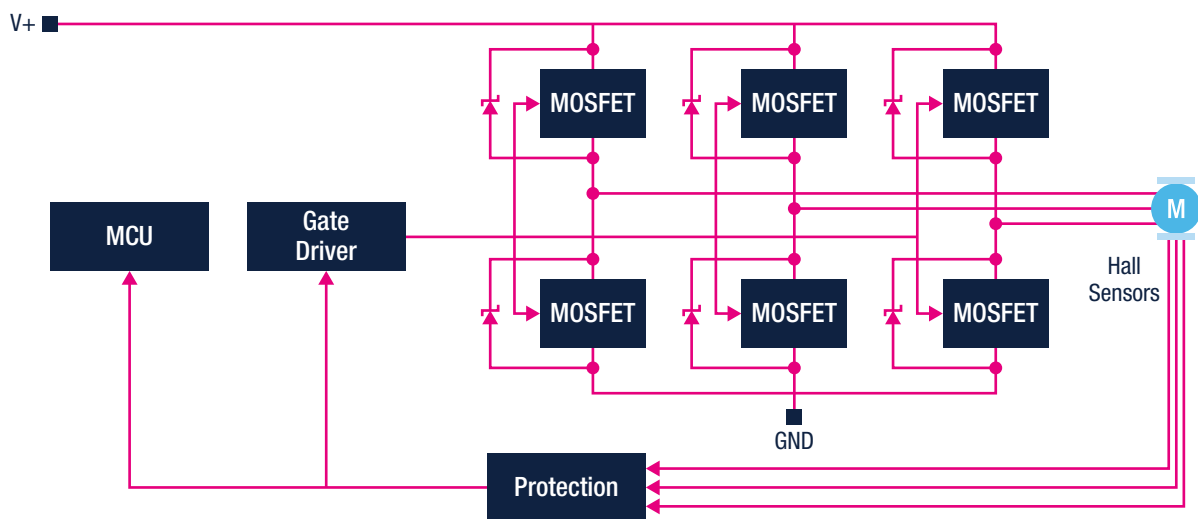 V+
MOSFET
MOSFET
MOSFET
MCU
Gate
Driver
M
Hall
Sensors
MOSFET
MOSFET
MOSFET
GND
Protection